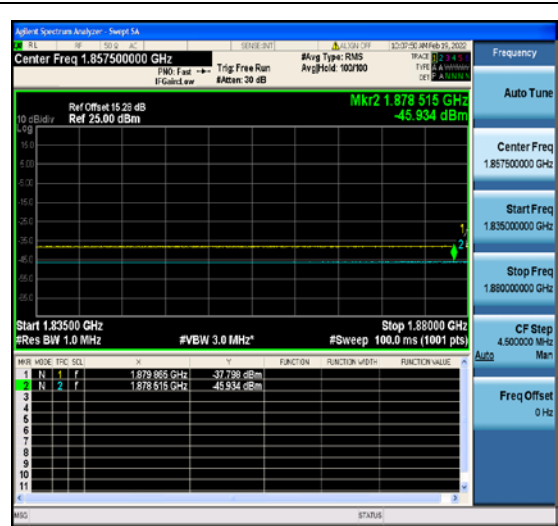 Agilent Spectrum Analyzer - Swept SA
RL RF 50 Ω AC SENSE:INT ALIGN OFF 10:07:50 AM Feb 19, 2022
Center Freq 1.857500000 GHz
PNO: Fast Trig: Free Run
IFGain:Low #Atten: 30 dB
#Avg Type: RMS
Avg|Hold: 100/100
TRACE 1 2 3 4 5
TYPE
DET
Frequency
Auto Tune
Ref Offset 15.28 dB
Mkr2 1.878 515 GHz
10 dB/div Ref 25.00 dBm -45.934 dBm
Log
15.0
5.00
-5.00
-15.0
-25.0
-35.0
-45.0
-55.0
-65.0
1
2
Center Freq
1.857500000 GHz
Start Freq
1.835000000 GHz
Stop Freq
1.880000000 GHz
CF Step
4.500000 MHz
Auto Man
Freq Offset
0 Hz
Start 1.83500 GHz Stop 1.88000 GHz
#Res BW 1.0 MHz #VBW 3.0 MHz* #Sweep 100.0 ms (1001 pts)
MKR MODE TRC SCL X Y FUNCTION FUNCTION WIDTH FUNCTION VALUE
1 N 1 f 1.879 865 GHz -37.798 dBm
2 N 2 f 1.878 515 GHz -45.934 dBm
3
4
5
6
7
8
9
10
11
MSG STATUS